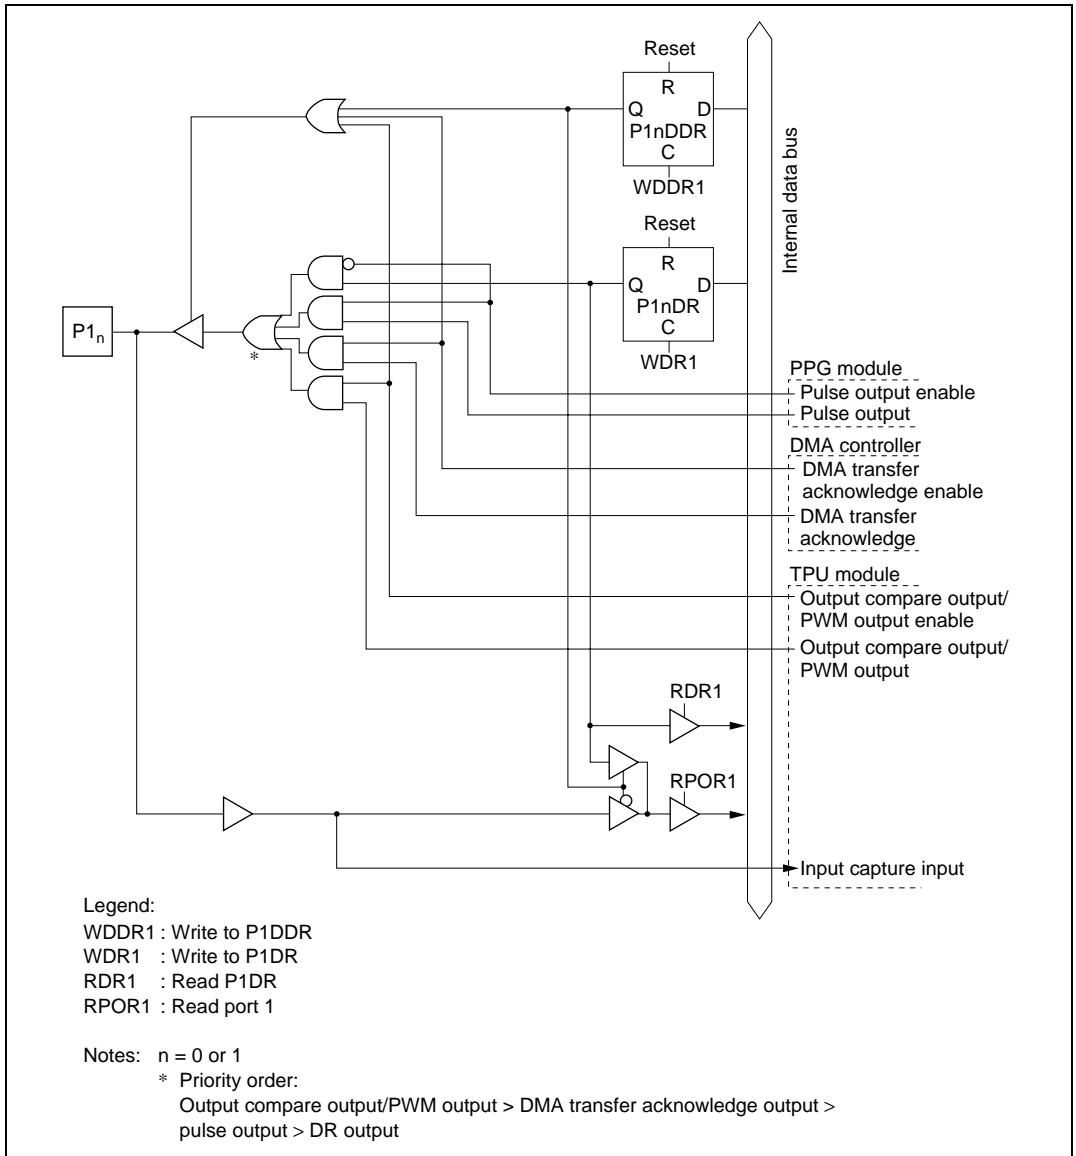 Reset
R
Q D
P1nDDR
C
WDDR1
Internal data bus
Reset
R
Q D
P1nDR
C
WDR1
P1n
*
PPG module
Pulse output enable
Pulse output
DMA controller
DMA transfer
acknowledge enable
DMA transfer
acknowledge
TPU module
Output compare output/
PWM output enable
Output compare output/
PWM output
RDR1
RPOR1
Input capture input
Legend:
WDDR1 : Write to P1DDR
WDR1 : Write to P1DR
RDR1 : Read P1DR
RPOR1 : Read port 1
Notes: n = 0 or 1
* Priority order:
Output compare output/PWM output > DMA transfer acknowledge output >
pulse output > DR output